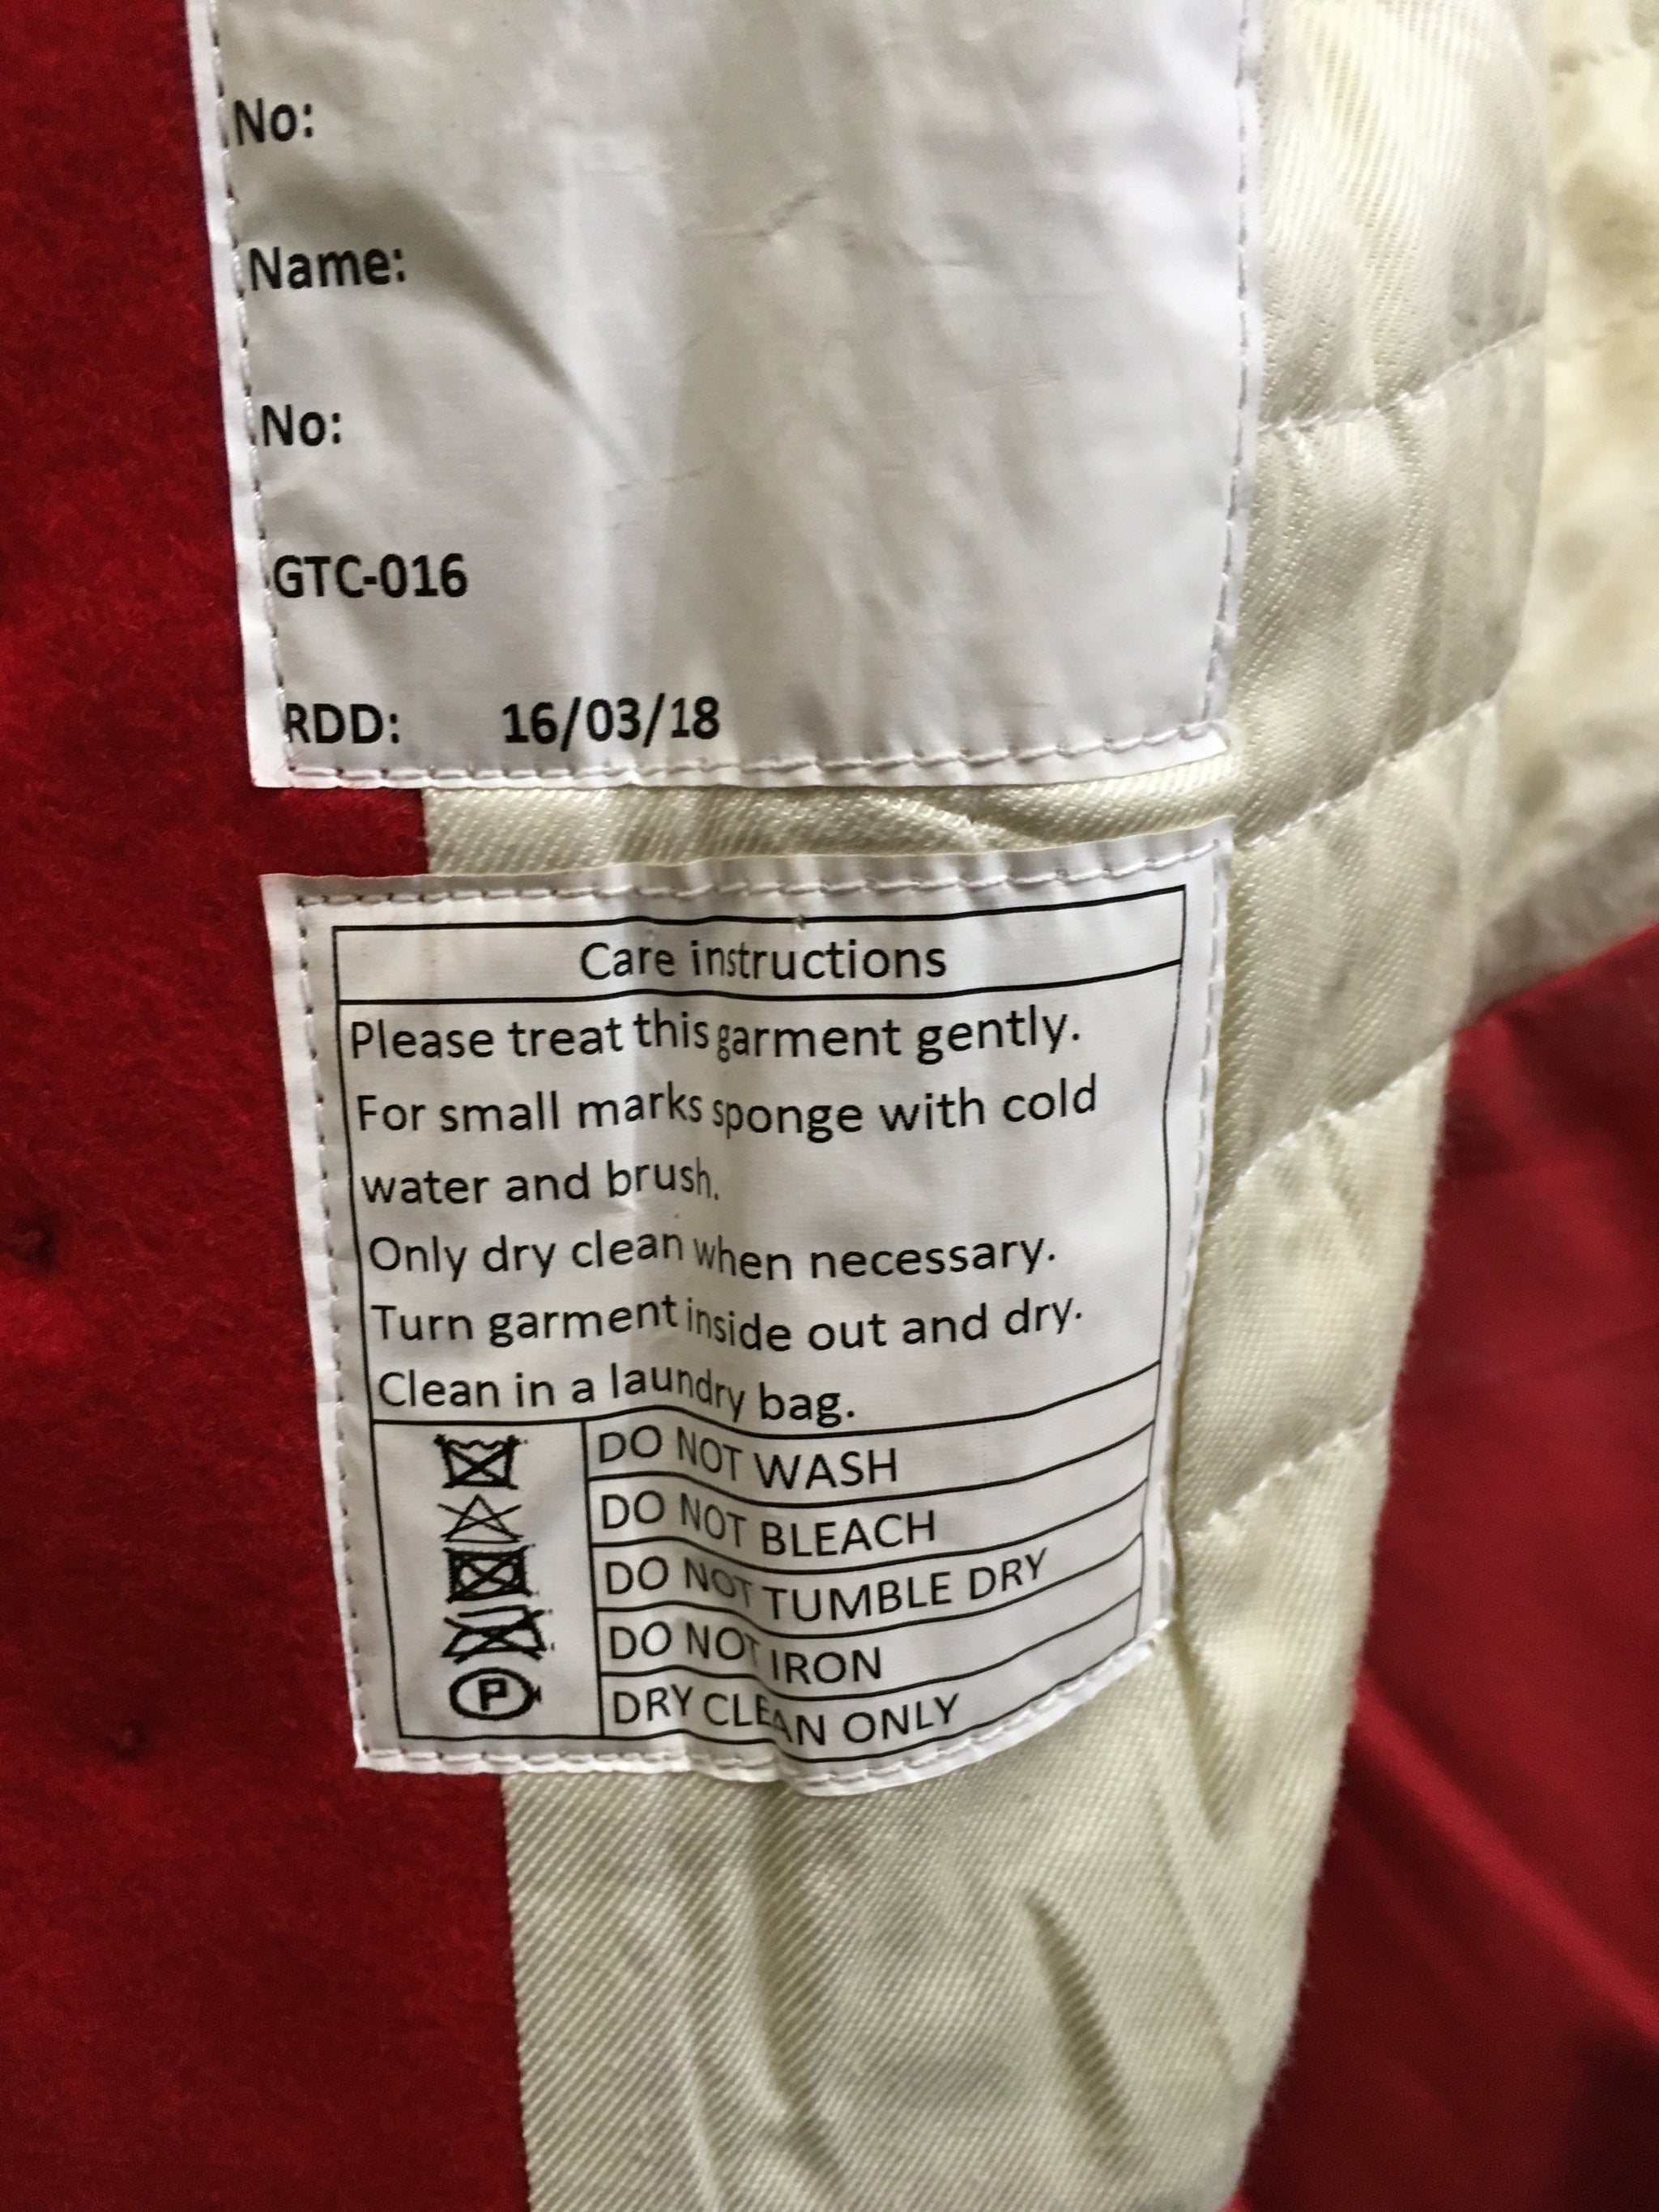 No:
Name:
No:
GTC-016
RDD: 16/03/18
Care instructions
Please treat this garment gently.
For small marks sponge with cold
water and brush.
Only dry clean when necessary.
Turn garment inside out and dry.
Clean in a laundry bag.
DO NOT WASH
DO NOT BLEACH
DO NOT TUMBLE DRY
DO NOT IRON
P DRY CLEAN ONLY